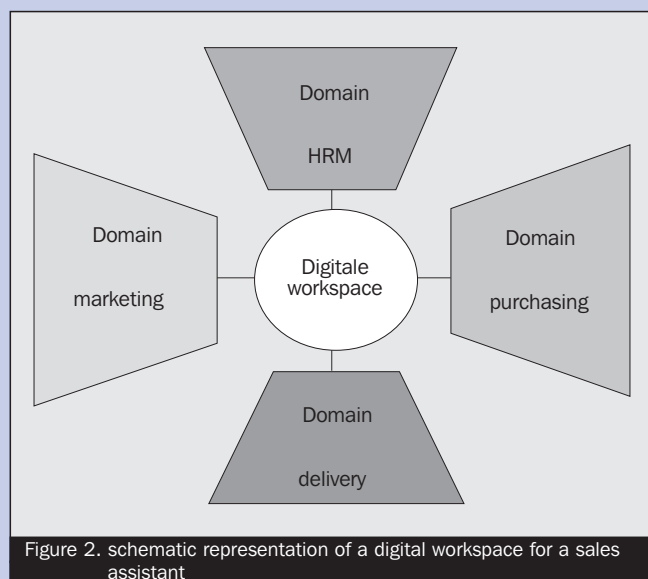 Domain
HRM
Domain
marketing
Digitale
workspace
Domain
purchasing
Domain
delivery
Figure 2. schematic representation of a digital workspace for a sales
assistant